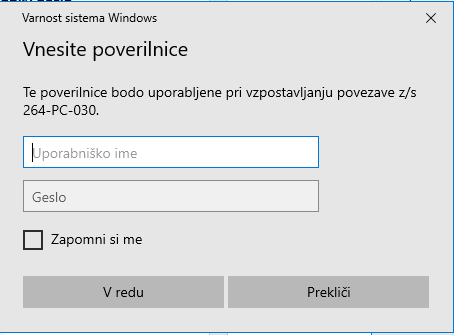 Varnost sistema Windows
Vnesite poverilnice
Te poverilnice bodo uporabljene pri vzpostavljanju povezave z/s
264-PC-030.
Uporabniško ime
Geslo
Zapomni si me
V redu
Prekliči